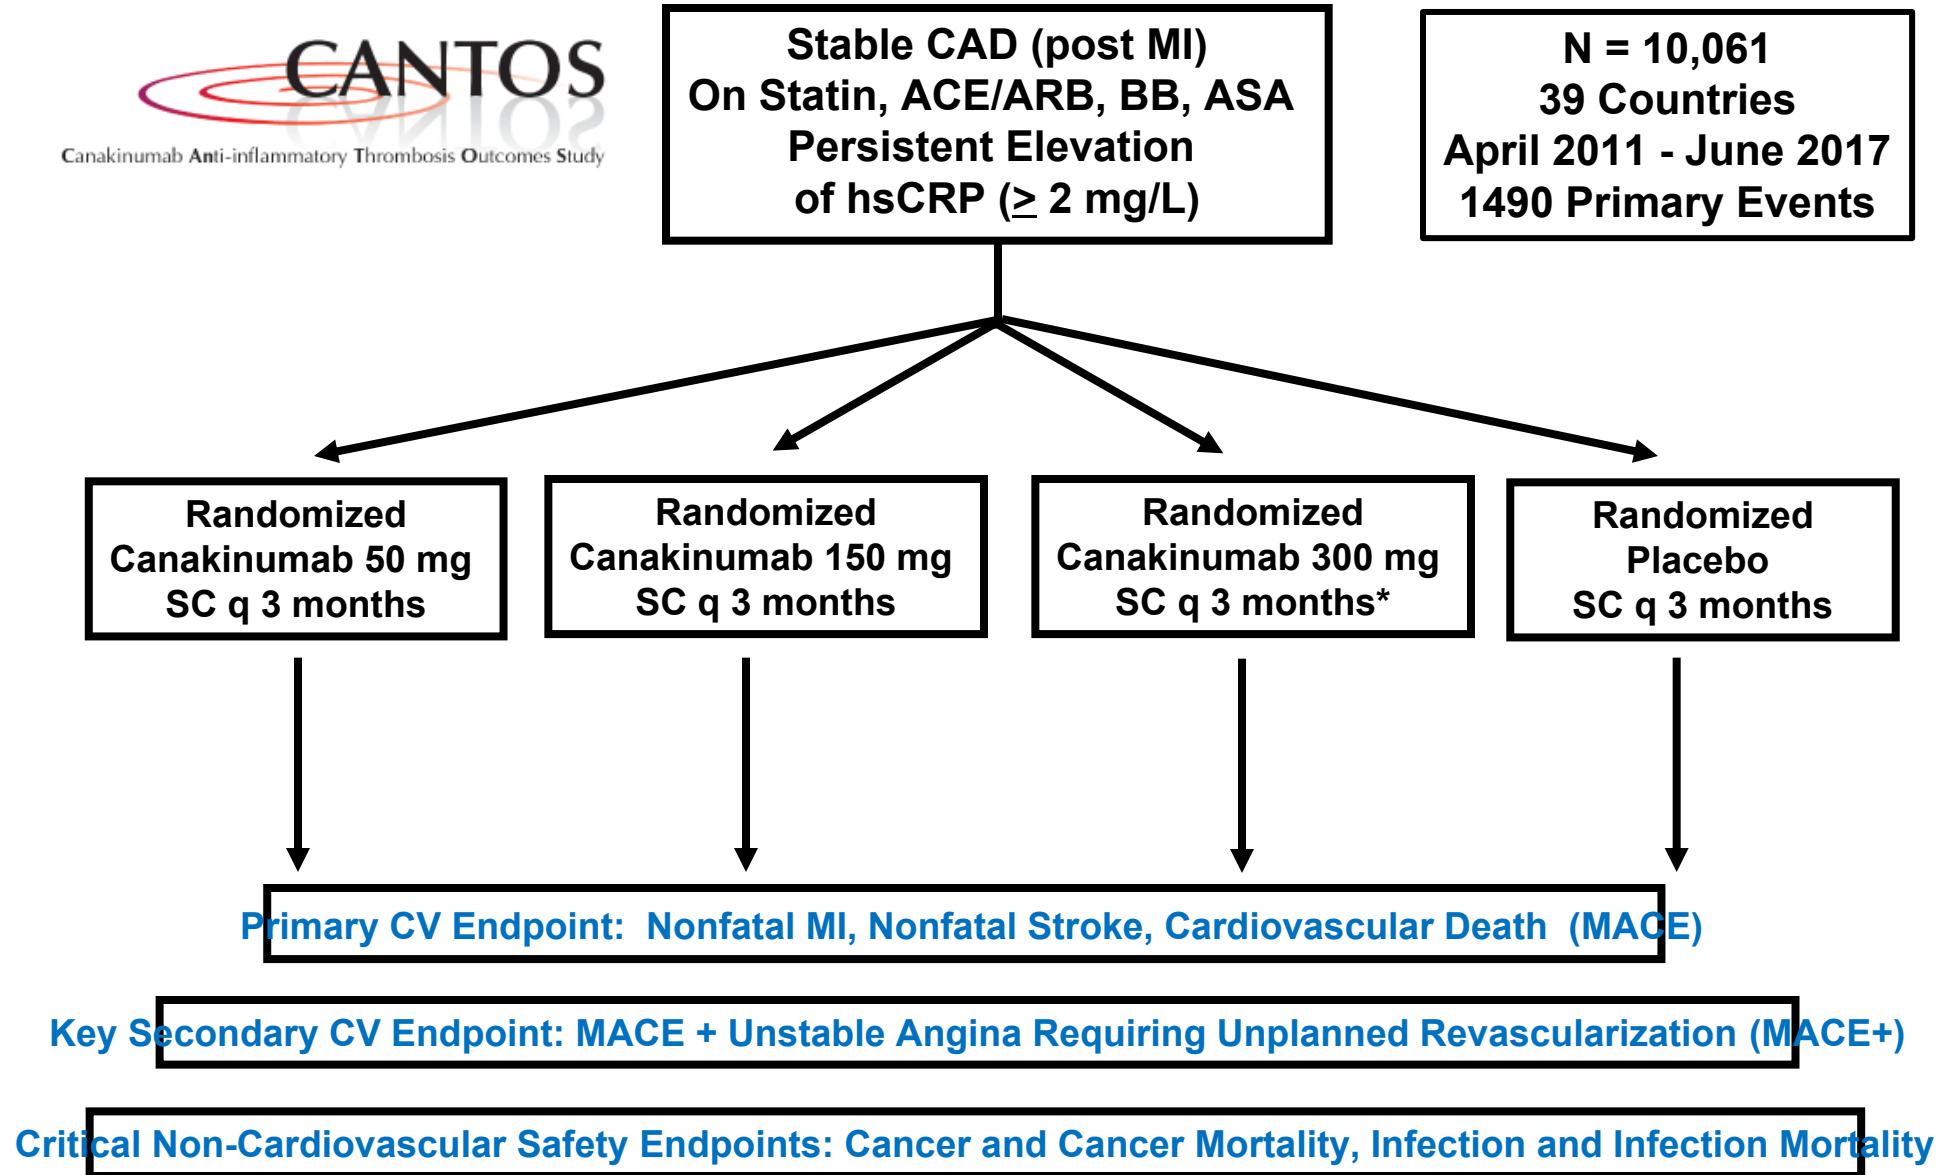 CANTOS
Canakinumab Anti-inflammatory Thrombosis Outcomes Study
Stable CAD (post MI)
On Statin, ACE/ARB, BB, ASA
Persistent Elevation
of hsCRP (≥ 2 mg/L)
N = 10,061
39 Countries
April 2011 - June 2017
1490 Primary Events
Randomized
Canakinumab 50 mg
SC q 3 months
Randomized
Canakinumab 150 mg
SC q 3 months
Randomized
Canakinumab 300 mg
SC q 3 months*
Randomized
Placebo
SC q 3 months
Primary CV Endpoint: Nonfatal MI, Nonfatal Stroke, Cardiovascular Death (MACE)
Key Secondary CV Endpoint: MACE + Unstable Angina Requiring Unplanned Revascularization (MACE+)
Critical Non-Cardiovascular Safety Endpoints: Cancer and Cancer Mortality, Infection and Infection Mortality